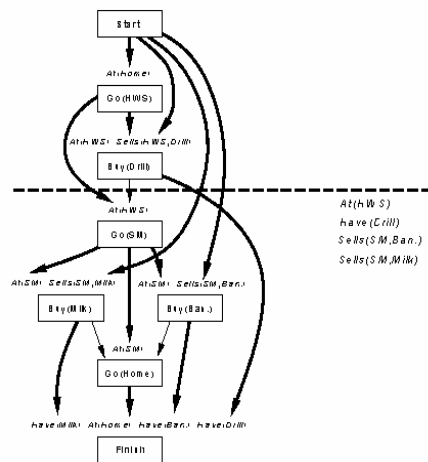 Start
At(Home)
Go(HWS)
At(HWS) Sells(HWS,Drill)
Buy(Drill)
At(HWS)
At(HWS)
Have(Drill)
Go(SM)
Sells(SM,Ban.)
Sells(SM,Milk)
At(SM) Sells(SM,Milk) At(SM) Sells(SM,Ban.)
Buy(Milk) Buy(Ban.)
At(SM)
Go(Home)
Have(Milk) At(Home) Have(Ban.) Have(Drill)
Finish